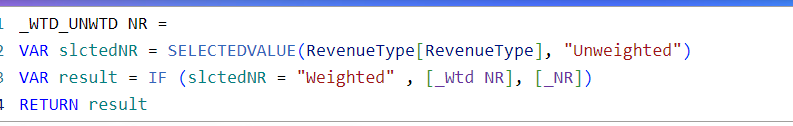 1 _WTD_UNWTD NR =
2 VAR slctedNR = SELECTEDVALUE(RevenueType[RevenueType], "Unweighted")
3 VAR result = IF (slctedNR = "Weighted" , [_Wtd NR], [_NR])
4 RETURN result